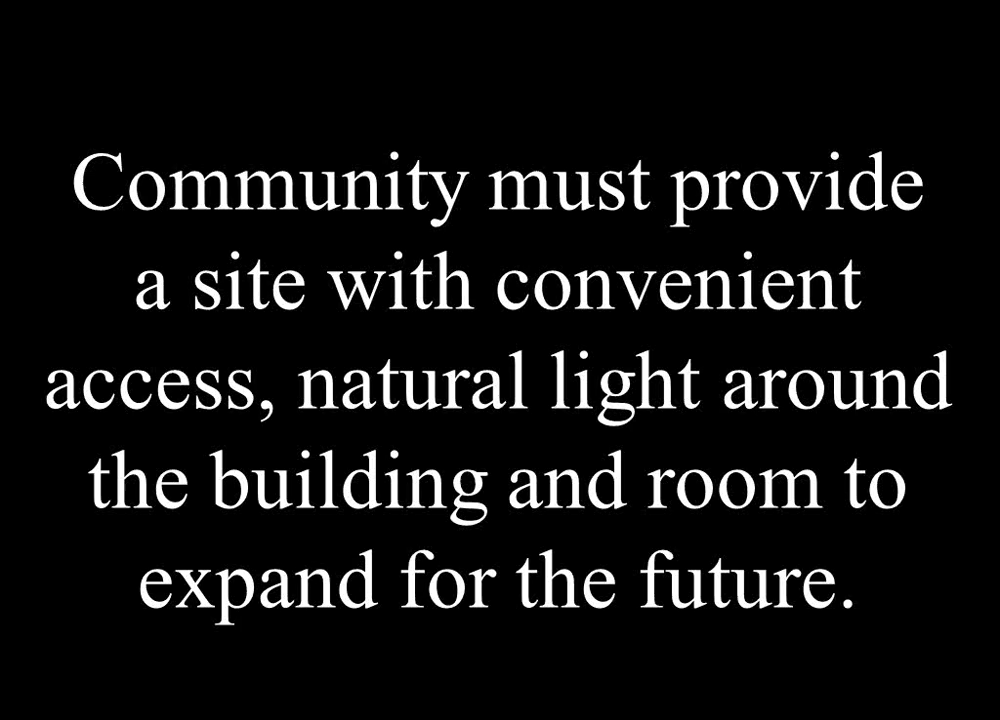 Community must provide
a site with convenient
access, natural light around
the building and room to
expand for the future.